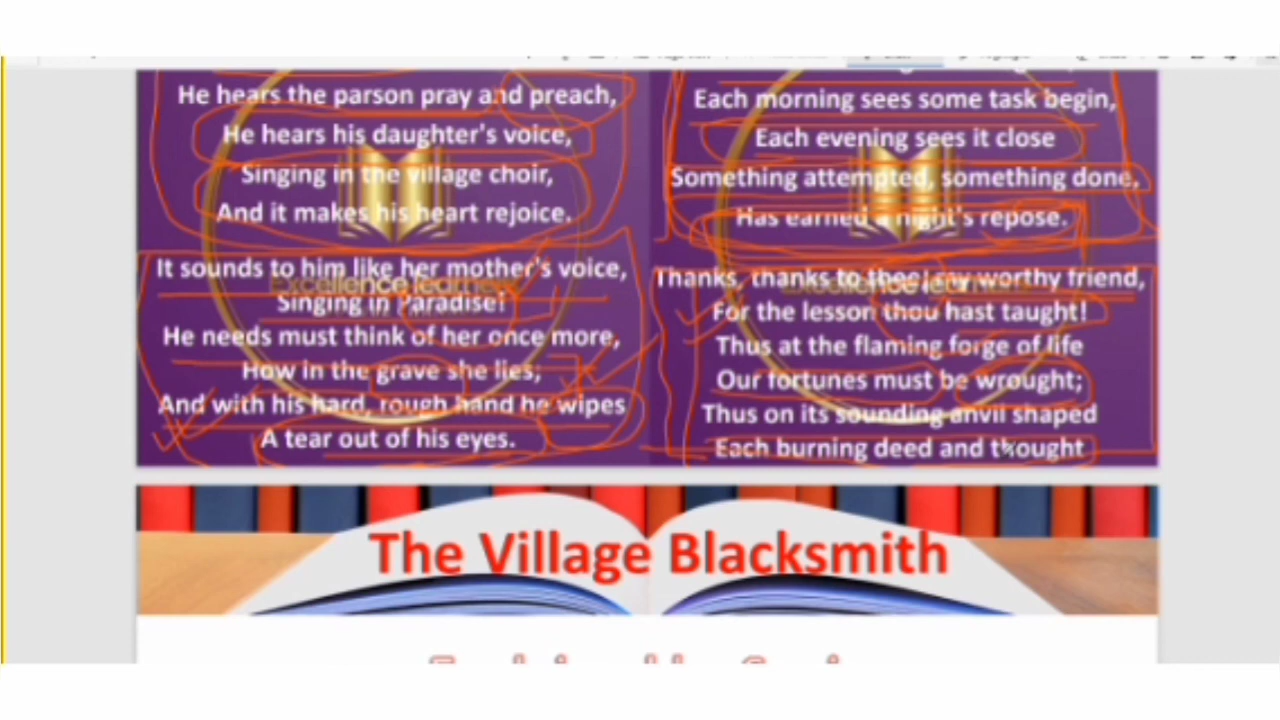 He hears the parson pray and preach,
He hears his daughter's voice,
Singing in the village choir,
And it makes his heart rejoice.
It sounds to him like her mother's voice,
Singing in Paradise!
He needs must think of her once more,
How in the grave she lies;
And with his hard, rough hand he wipes
A tear out of his eyes.
Each morning sees some task begin,
Each evening sees it close
Something attempted, something done,
Has earned a night's repose.
Thanks, thanks to thee, my worthy friend,
For the lesson thou hast taught!
Thus at the flaming forge of life
Our fortunes must be wrought;
Thus on its sounding anvil shaped
Each burning deed and thought
Excellence learners
The Village Blacksmith